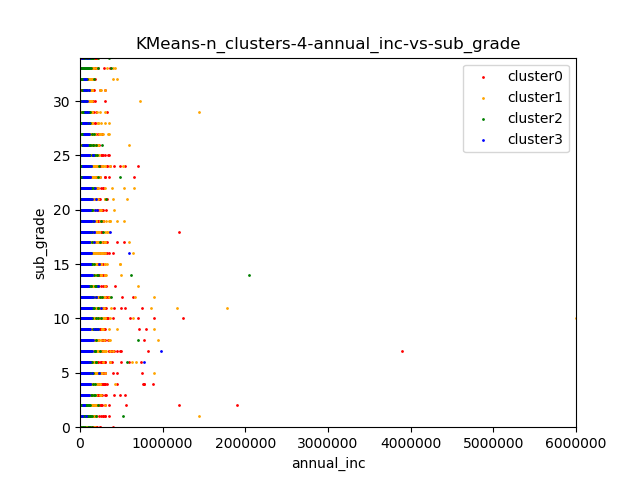 KMeans-n_clusters-4-annual_inc-vs-sub_grade
cluster0
cluster1
cluster2
cluster3
30
25
20
15
10
5
0
sub_grade
0 1000000 2000000 3000000 4000000 5000000 6000000
annual_inc